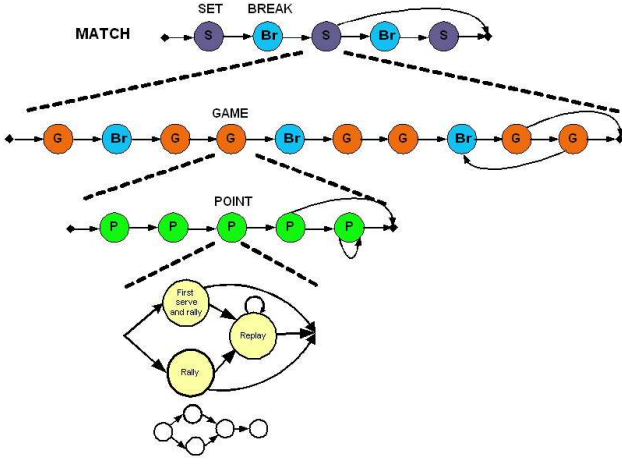 SET BREAK
MATCH S Br S Br S
GAME
G Br G G Br G G Br G G
POINT
P P P P P
First
serve
and rally
Replay
Rally